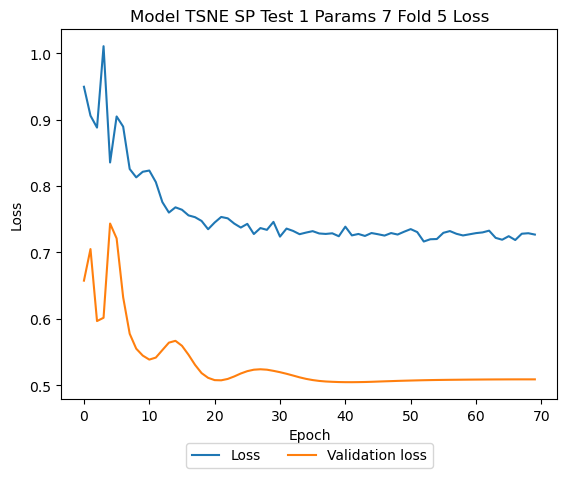 Model TSNE SP Test 1 Params 7 Fold 5 Loss
1.0
0.9
0.8
0.7
0.6
0.5
Loss
0 10 20 30 40 50 60 70
Epoch
Loss Validation loss